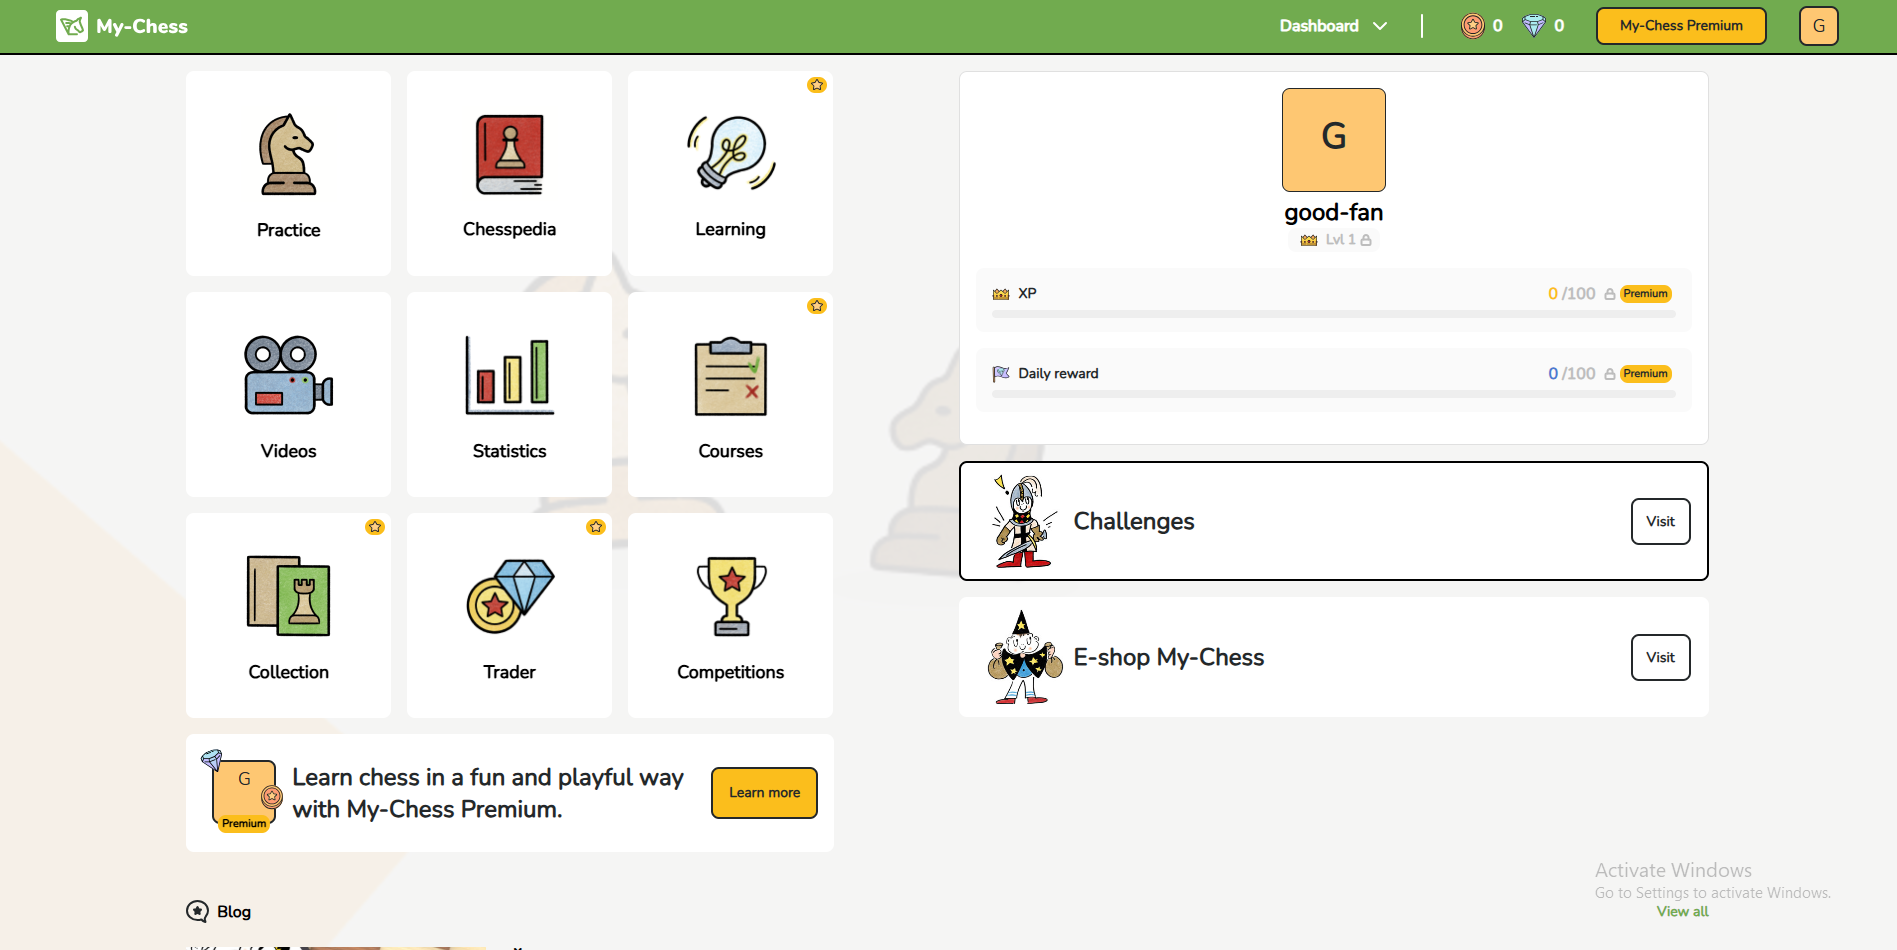 My-Chess
Dashboard
0
0
My-Chess Premium
G
Practice
Chesspedia
Learning
Videos
Statistics
Courses
Collection
Trader
Competitions
G
Premium
Learn chess in a fun and playful way
with My-Chess Premium.
Learn more
Blog
G
good-fan
Lvl 1
XP
0 /100
Premium
Daily reward
0 /100
Premium
Challenges
Visit
E-shop My-Chess
Visit
Activate Windows
Go to Settings to activate Windows.
View all